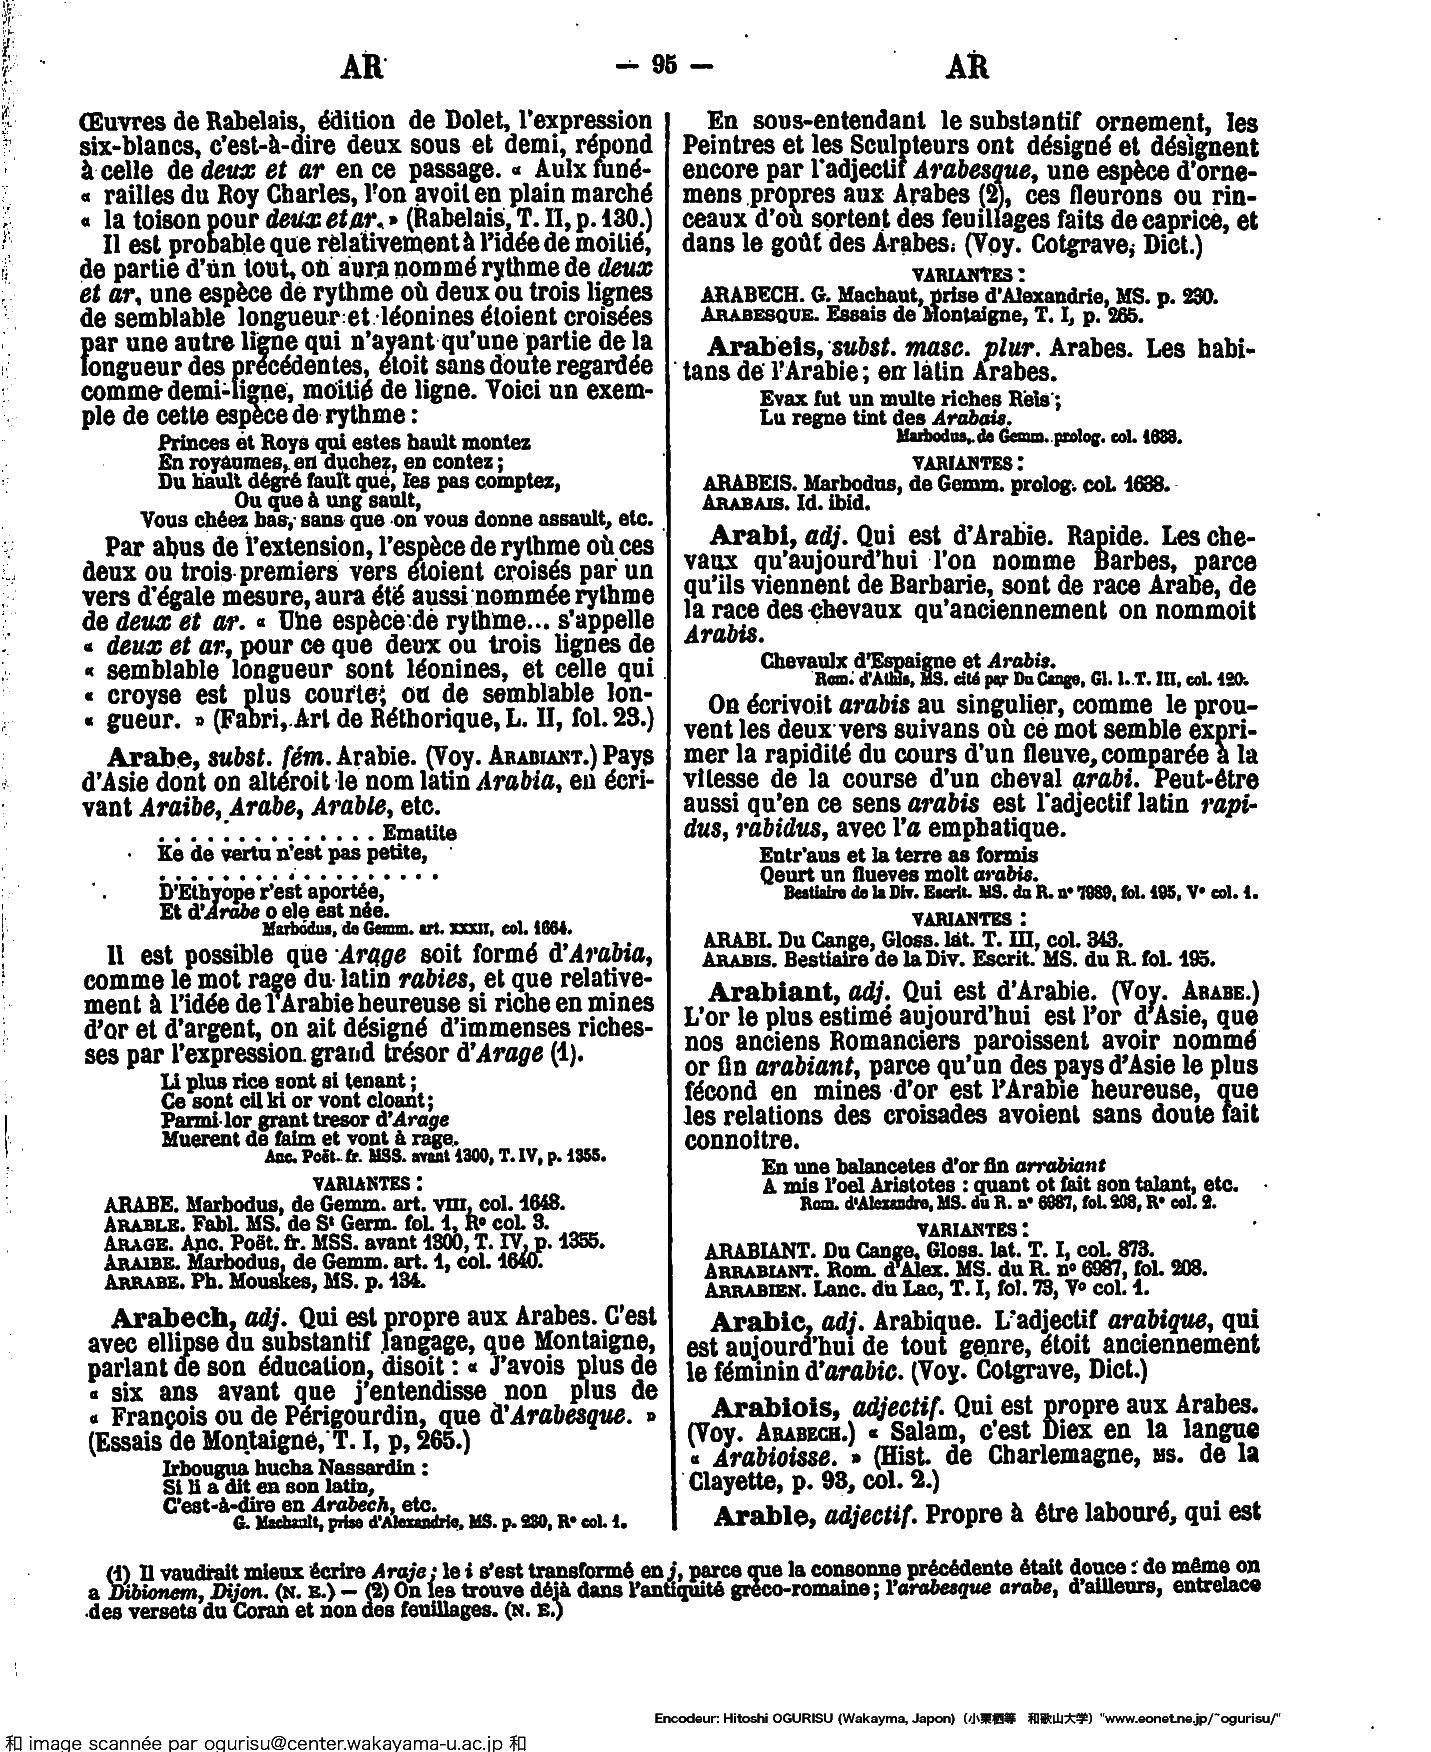 AR — 95 — AR
Œuvres de Rabelais, édition de Dolet, l'expression
six-blancs, c'est-à-dire deux sous et demi, répond
à celle de deux et ar en ce passage. « Aulx funé-
« railles du Roy Charles, l'on avoit en plain marché
« la toison pour deux et ar. » (Rabelais, T. II, p. 130.)
Il est probable que relativement à l'idée de moitié,
de partie d'un tout, on aura nommé rythme de deux
et ar, une espèce de rythme où deux ou trois lignes
de semblable longueur et léonines étoient croisées
par une autre ligne qui n'ayant qu'une partie de la
longueur des précédentes, étoit sans doute regardée
comme demi-ligne, moitié de ligne. Voici un exem-
ple de cette espèce de rythme :
Princes et Roys qui estes hault montez
En royaumes, en duchez, en contez ;
Du hault dégré fault que, les pas comptez,
Ou que à ung sault,
Vous chéez bas, sans que on vous donne assault, etc.
Par abus de l'extension, l'espèce de rythme où ces
deux ou trois premiers vers étoient croisés par un
vers d'égale mesure, aura été aussi nommée rythme
de deux et ar. « Une espèce de rythme... s'appelle
« deux et ar, pour ce que deux ou trois lignes de
« semblable longueur sont léonines, et celle qui
« croyse est plus courte; ou de semblable lon-
« gueur. » (Fabri, Art de Réthorique, L. II, fol. 23.)
Arabe, subst. fém. Arabie. (Voy. ARABIANT.) Pays
d'Asie dont on altéroit le nom latin Arabia, en écri-
vant Araibe, Arabe, Arable, etc.
. . . . . . . . . . . . . . Ematite
Ke de vertu n'est pas petite,
. . . . . . . . . . . . . . . . . .
D'Ethyope r'est aportée,
Et d'Arabe o ele est née.
Marbodus, de Gemm. art. XXXII, col. 1664.
Il est possible que Arage soit formé d'Arabia,
comme le mot rage du latin rabies, et que relative-
ment à l'idée de l'Arabie heureuse si riche en mines
d'or et d'argent, on ait désigné d'immenses riches-
ses par l'expression grand trésor d'Arage (1).
Li plus rice sont si tenant ;
Ce sont cil ki or vont cloant;
Parmi lor grant tresor d'Arage
Muerent de faim et vont à rage.
Anc. Poët. fr. MSS. avant 1300, T. IV, p. 1355.
VARIANTES :
ARABE. Marbodus, de Gemm. art. VIII, col. 1648.
ARABLE. Fabl. MS. de St Germ. fol. 1, Ro col. 3.
ARAGE. Anc. Poët. fr. MSS. avant 1300, T. IV, p. 1355.
ARAIBE. Marbodus, de Gemm. art. 1, col. 1640.
ARRABE. Ph. Mouskes, MS. p. 134.
Arabech, adj. Qui est propre aux Arabes. C'est
avec ellipse du substantif langage, que Montaigne,
parlant de son éducation, disoit : « J'avois plus de
« six ans avant que j'entendisse non plus de
« François ou de Périgourdin, que d'Arabesque. »
(Essais de Montaigne, T. I, p, 265.)
Irbougua hucha Nassardin :
Si li a dit en son latin,
C'est-à-dire en Arabech, etc.
G. Machault, prise d'Alexandrie, MS. p. 230, Ro col. 1.
En sous-entendant le substantif ornement, les
Peintres et les Sculpteurs ont désigné et désignent
encore par l'adjectif Arabesque, une espèce d'orne-
mens propres aux Arabes (2), ces fleurons ou rin-
ceaux d'où sortent des feuillages faits de caprice, et
dans le goût des Arabes. (Voy. Cotgrave, Dict.)
VARIANTES :
ARABECH. G. Machaut, prise d'Alexandrie, MS. p. 230.
ARABESQUE. Essais de Montaigne, T. I, p. 265.
Arabeis, subst. masc. plur. Arabes. Les habi-
tans de l'Arabie ; en latin Arabes.
Evax fut un multe riches Reis ;
Lu regne tint des Arabais.
Marbodus, de Gemm. prolog. col. 1638.
VARIANTES :
ARABEIS. Marbodus, de Gemm. prolog. col. 1638.
ARABAIS. Id. ibid.
Arabi, adj. Qui est d'Arabie. Rapide. Les che-
vaux qu'aujourd'hui l'on nomme Barbes, parce
qu'ils viennent de Barbarie, sont de race Arabe, de
la race des chevaux qu'anciennement on nommoit
Arabis.
Chevaulx d'Espaigne et Arabis.
Rom. d'Athis, MS. cité par Du Cange, Gl. l. T. III, col. 120.
On écrivoit arabis au singulier, comme le prou-
vent les deux vers suivans où ce mot semble expri-
mer la rapidité du cours d'un fleuve, comparée à la
vitesse de la course d'un cheval arabi. Peut-être
aussi qu'en ce sens arabis est l'adjectif latin rapi-
dus, rabidus, avec l'a emphatique.
Entr'aus et la terre as formis
Qeurt un flueves molt arabis.
Bestiaire de la Div. Escrit. MS. du R. no 7989, fol. 195, Vo col. 1.
VARIANTES :
ARABI. Du Cange, Gloss. lat. T. III, col. 343.
ARABIS. Bestiaire de la Div. Escrit. MS. du R. fol. 195.
Arabiant, adj. Qui est d'Arabie. (Voy. ARABE.)
L'or le plus estimé aujourd'hui est l'or d'Asie, que
nos anciens Romanciers paroissent avoir nommé
or fin arabiant, parce qu'un des pays d'Asie le plus
fécond en mines d'or est l'Arabie heureuse, que
les relations des croisades avoient sans doute fait
connoitre.
En une balancetes d'or fin arrabiant
A mis l'oel Aristotes : quant ot fait son talant, etc.
Rom. d'Alexandre, MS. du R. no 6987, fol. 208, Ro col. 2.
VARIANTES :
ARABIANT. Du Cange, Gloss. lat. T. I, col. 873.
ARRABIANT. Rom. d'Alex. MS. du R. no 6987, fol. 208.
ARRABIEN. Lanc. du Lac, T. I, fol. 73, Vo col. 1.
Arabic, adj. Arabique. L'adjectif arabique, qui
est aujourd'hui de tout genre, étoit anciennement
le féminin d'arabic. (Voy. Cotgrave, Dict.)
Arabiois, adjectif. Qui est propre aux Arabes.
(Voy. ARABECH.) « Salam, c'est Diex en la langue
« Arabioisse. » (Hist. de Charlemagne, MS. de la
Clayette, p. 93, col. 2.)
Arable, adjectif. Propre à être labouré, qui est
(1) Il vaudrait mieux écrire Araje ; le i s'est transformé en j, parce que la consonne précédente était douce : de même on
a Dibionem, Dijon. (N. E.) — (2) On les trouve déjà dans l'antiquité gréco-romaine ; l'arabesque arabe, d'ailleurs, entrelace
des versets du Coran et non des feuillages. (N. E.)
Encodeur: Hitoshi OGURISU (Wakayma, Japon) (小栗栖等 和歌山大学) "www.eonet.ne.jp/~ogurisu/"
和 image scannée par ogurisu@center.wakayama-u.ac.jp 和